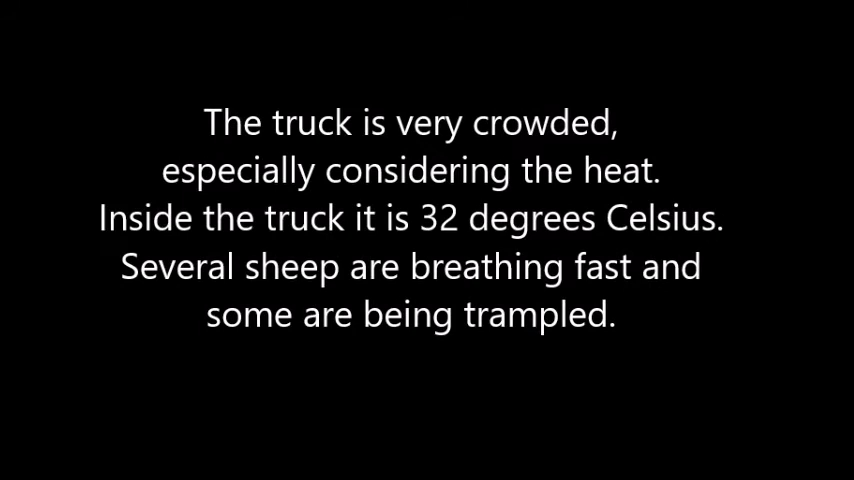 The truck is very crowded,
especially considering the heat.
Inside the truck it is 32 degrees Celsius.
Several sheep are breathing fast and
some are being trampled.